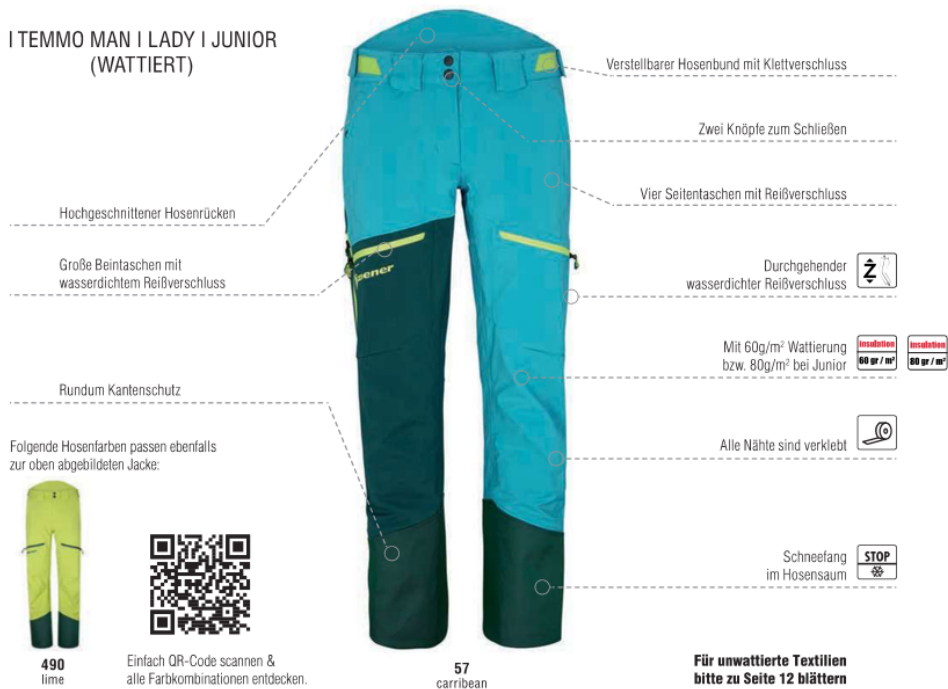 I TEMMO MAN I LADY I JUNIOR
(WATTIERT)
Verstellbarer Hosenbund mit Klettverschluss
Zwei Knöpfe zum Schließen
Vier Seitentaschen mit Reißverschluss
Hochgeschnittener Hosenrücken
Große Beintaschen mit
wasserdichtem Reißverschluss
Durchgehender
wasserdichter Reißverschluss
Z
Mit 60g/m² Wattierung
bzw. 80g/m² bei Junior
insulation
60 gr / m²
insulation
80 gr / m²
Rundum Kantenschutz
Alle Nähte sind verklebt
Folgende Hosenfarben passen ebenfalls
zur oben abgebildeten Jacke:
Schneefang
im Hosensaum
STOP
490
lime
Einfach QR-Code scannen &
alle Farbkombinationen entdecken.
57
carribean
Für unwattierte Textilien
bitte zu Seite 12 blättern